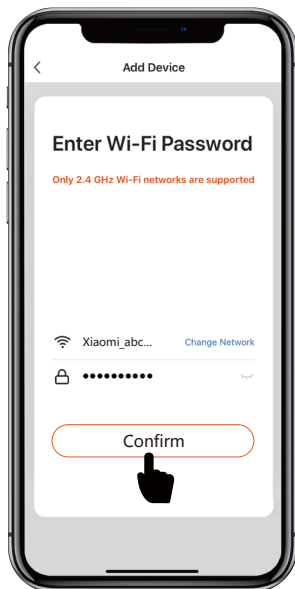 Add Device
Enter Wi-Fi Password
Only 2.4 GHz Wi-Fi networks are supported
Xiaomi_abc... Change Network
••••••••••
Confirm